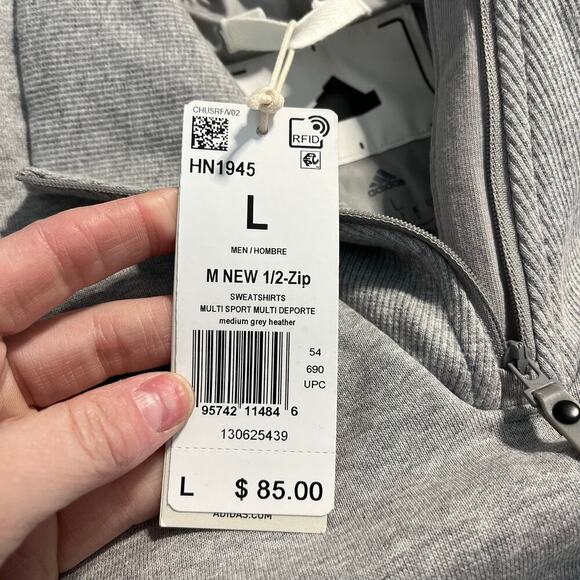 CHUSRF/V02
RFID
HN1945
L
MEN / HOMBRE
M NEW 1/2-Zip
SWEATSHIRTS
MULTI SPORT MULTI DEPORTE
medium grey heather
54
690
UPC
95742 11484 6
130625439
L $ 85.00
ADIDAS.COM
adidas